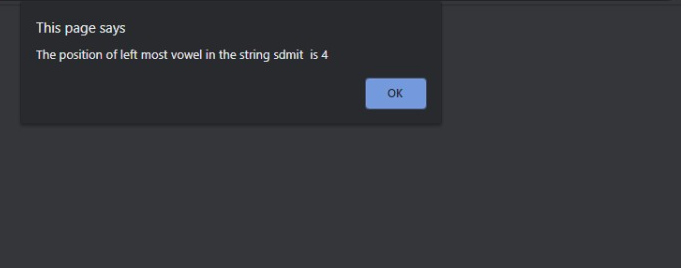 This page says
The position of left most vowel in the string sdmit  is 4
OK